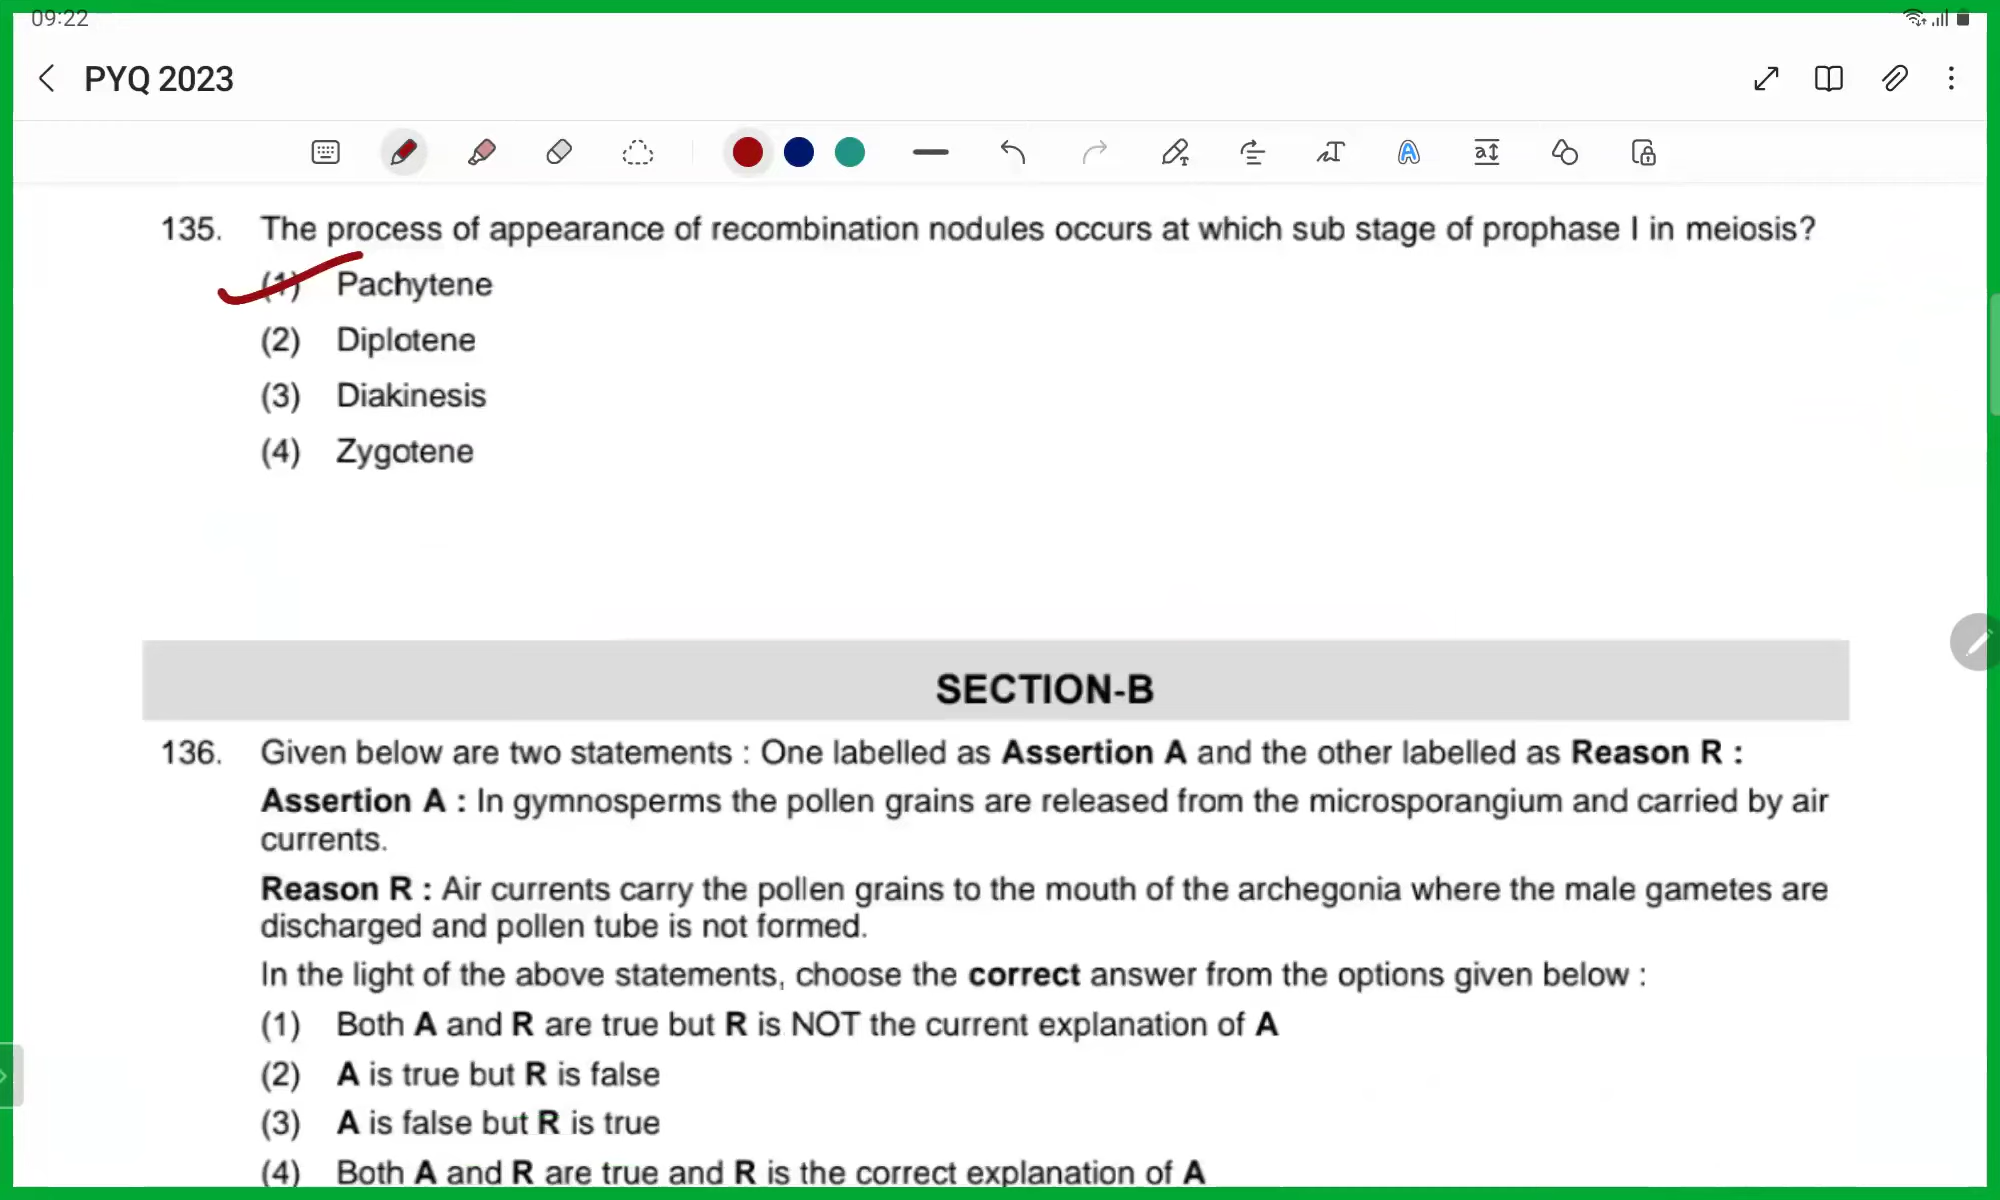 09:22
PYQ 2023
135. The process of appearance of recombination nodules occurs at which sub stage of prophase I in meiosis?
(1) Pachytene
(2) Diplotene
(3) Diakinesis
(4) Zygotene
SECTION-B
136. Given below are two statements : One labelled as Assertion A and the other labelled as Reason R :
Assertion A : In gymnosperms the pollen grains are released from the microsporangium and carried by air
currents.
Reason R : Air currents carry the pollen grains to the mouth of the archegonia where the male gametes are
discharged and pollen tube is not formed.
In the light of the above statements, choose the correct answer from the options given below :
(1) Both A and R are true but R is NOT the current explanation of A
(2) A is true but R is false
(3) A is false but R is true
(4) Both A and R are true and R is the correct explanation of A